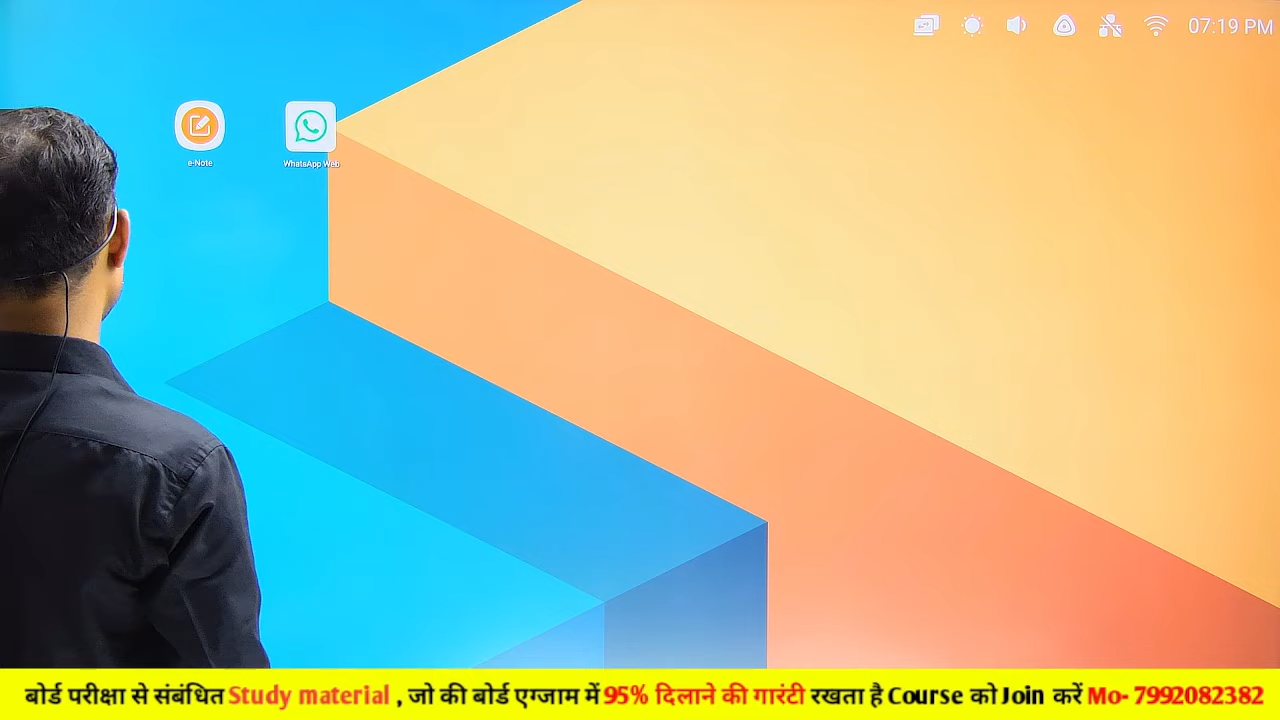 07:19 PM
e-Note
WhatsApp Web
बोर्ड परीक्षा से संबंधित Study material , जो की बोर्ड एग्जाम में 95% दिलाने की गारंटी रखता है Course को Join करें Mo- 7992082382